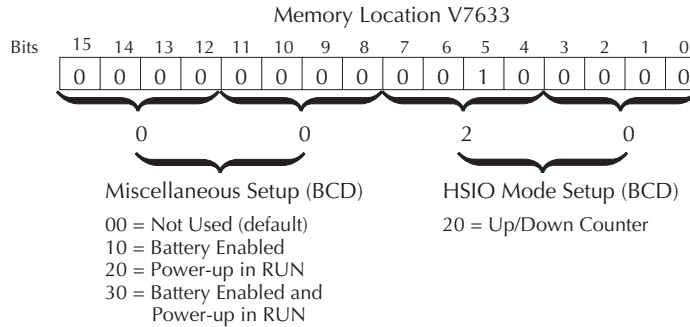 Memory Location V7633
Bits 15 14 13 12 11 10 9 8 7 6 5 4 3 2 1 0
0 0 0 0 0 0 0 0 0 0 1 0 0 0 0 0
0 0 2 0
Miscellaneous Setup (BCD)
00 = Not Used (default)
10 = Battery Enabled
20 = Power-up in RUN
30 = Battery Enabled and
Power-up in RUN
HSIO Mode Setup (BCD)
20 = Up/Down Counter